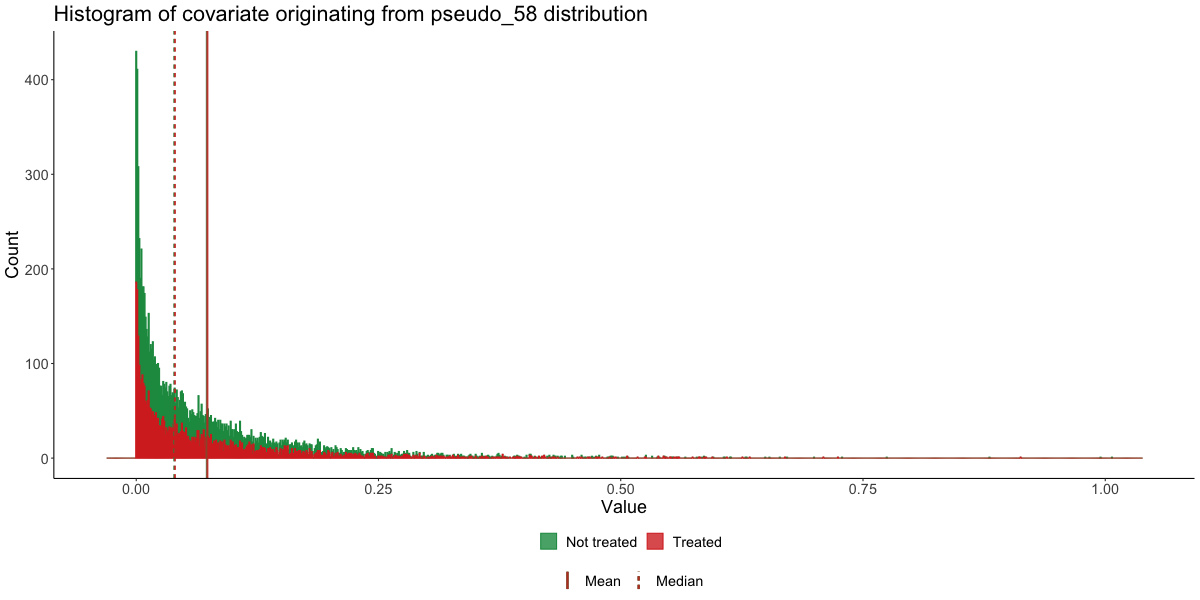 Histogram of covariate originating from pseudo_58 distribution
Count
400
300
200
100
0
0.00 0.25 0.50 0.75 1.00
Value
Not treated Treated
Mean Median